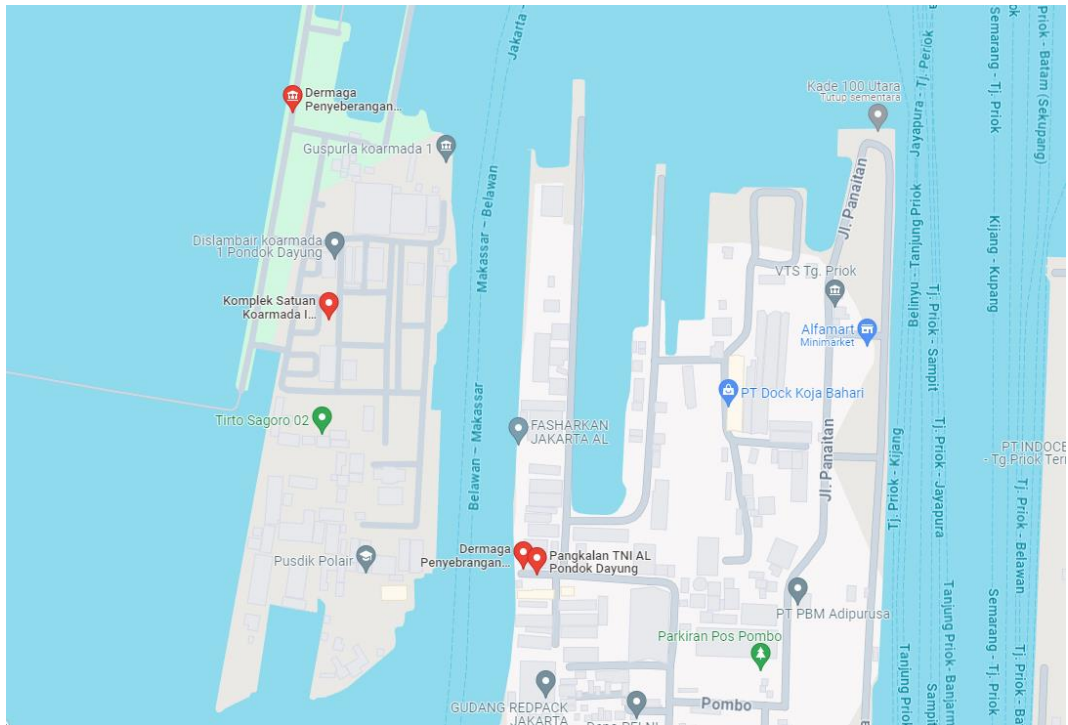 Jakarta -
Dermaga
Penyeberangan...
Guspurla koarmada 1
Dislambair koarmada
1 Pondok Dayung
Komplek Satuan
Koarmada I...
Tirto Sagoro 02
Pusdik Polair
Makassar – Belawan
Belawan – Makassar
FASHARKAN
JAKARTA AL
Dermaga
Penyebrangan...
Pangkalan TNI AL
Pondok Dayung
GUDANG REDPACK
JAKARTA
Kade 100 Utara
Tutup sementara
Jl. Panaitan
VTS Tg. Priok
Alfamart
Minimarket
PT Dock Koja Bahari
Jl. Panaitan
PT PBM Adipurusa
Parkiran Pos Pombo
Pombo
Jayapura - Tj. Periok
Belinyu - Tanjung Priok
Tj. Priok - Sampit
Tj. Priok - Kijang
Tj. Priok - Jayapura
Tanjung Priok - Banjarm
Tanjung Priok
Sampit
Semarang - Tj. Priok
Priok - Batam (Sekupang)
Kijang - Kupang
PT INDOCE
- Tg.Priok Term
Tj. Priok - Belawan
Semarang - Tj. Priok
Tj. Priok - Ba